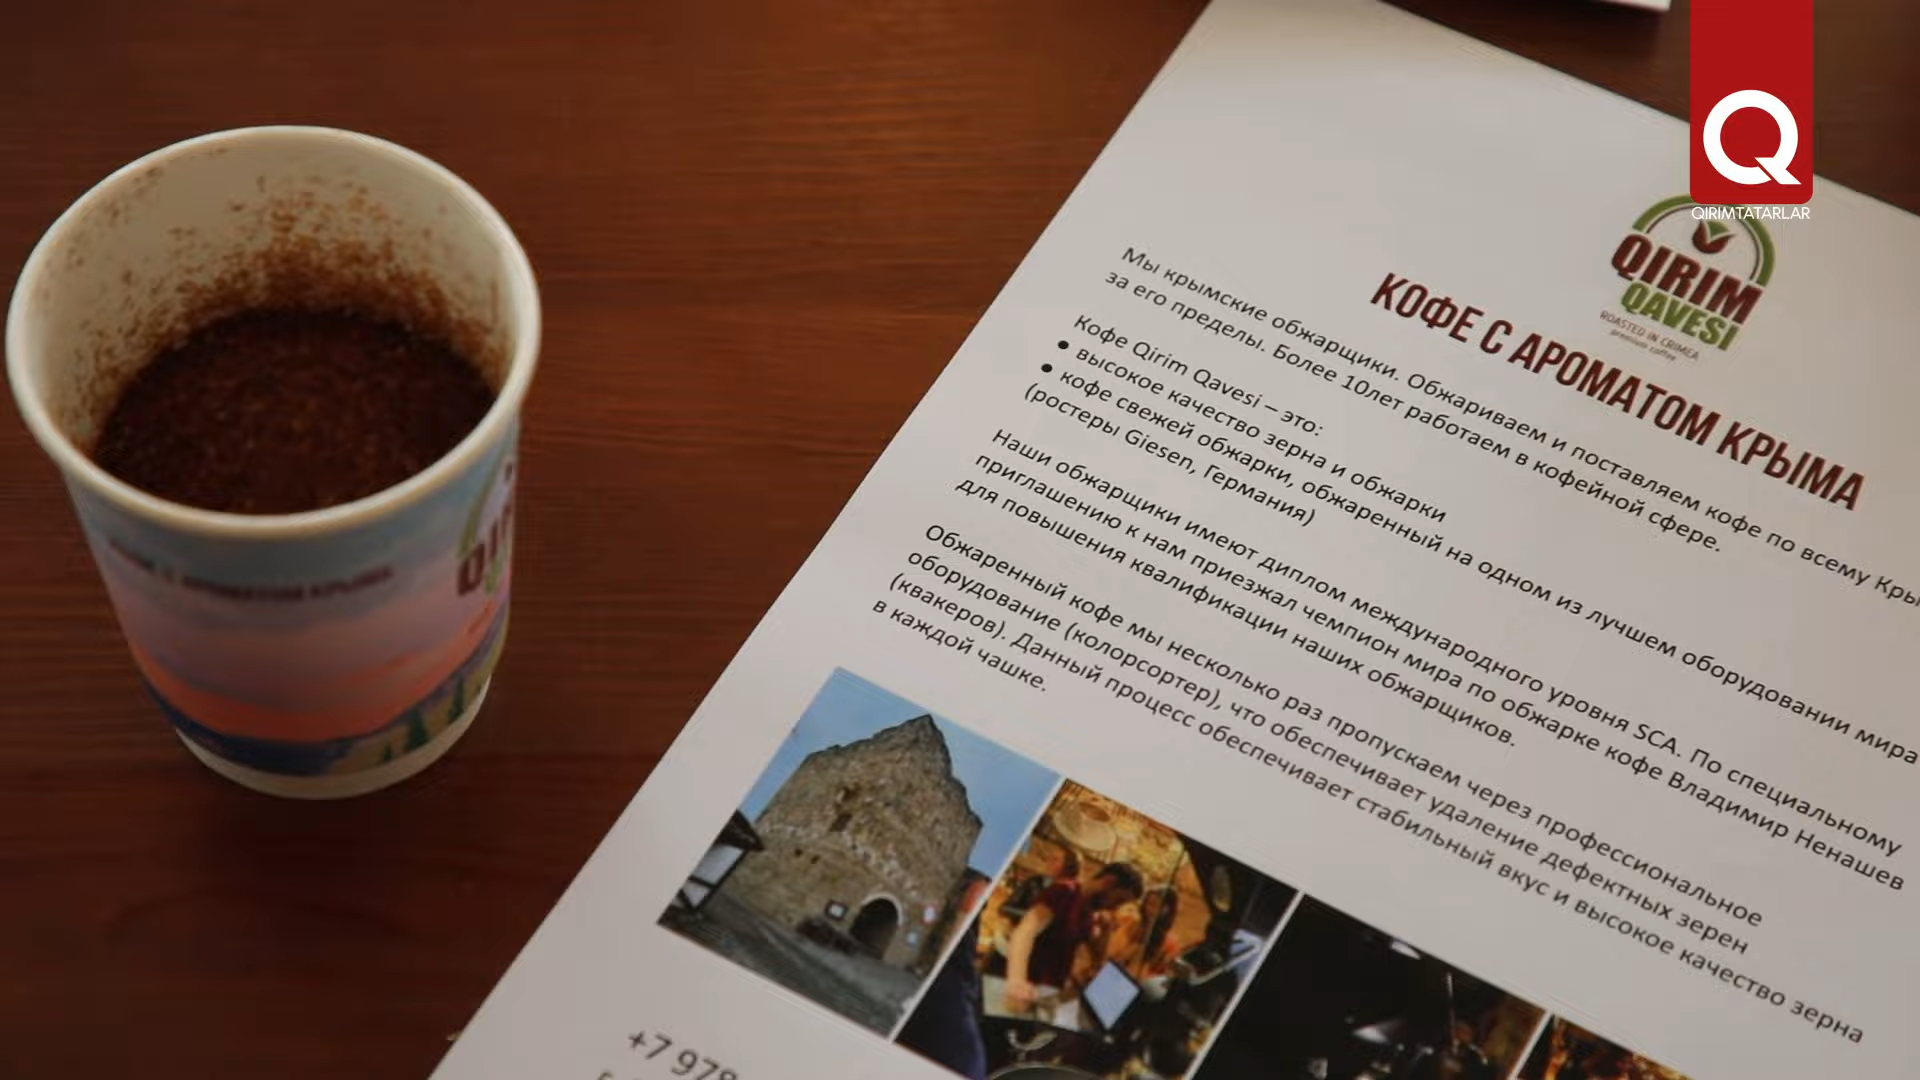 QIRIMTATARLAR
QIRIM
QAVESI
ROASTED IN CRIMEA
premium coffee
КОФЕ С АРОМАТОМ КРЫМА
Мы крымские обжарщики. Обжариваем и поставляем кофе по всему
за его пределы. Более 10лет работаем в кофейной сфере.
Кофе Qirim Qavesi – это:
• высокое качество зерна и обжарки
• кофе свежей обжарки, обжаренный на одном из лучшем оборудовании мира
(ростеры Giesen, Германия)
Наши обжарщики имеют диплом международного уровня SCA. По специальному
приглашению к нам приезжал чемпион мира по обжарке кофе Владимир Ненашев
для повышения квалификации наших обжарщиков.
Обжаренный кофе мы несколько раз пропускаем через профессиональное
оборудование (колорсортер), что обеспечивает удаление дефектных зерен
(квакеров). Данный процесс обеспечивает стабильный вкус и высокое качество зерна
в каждой чашке.
+7 978